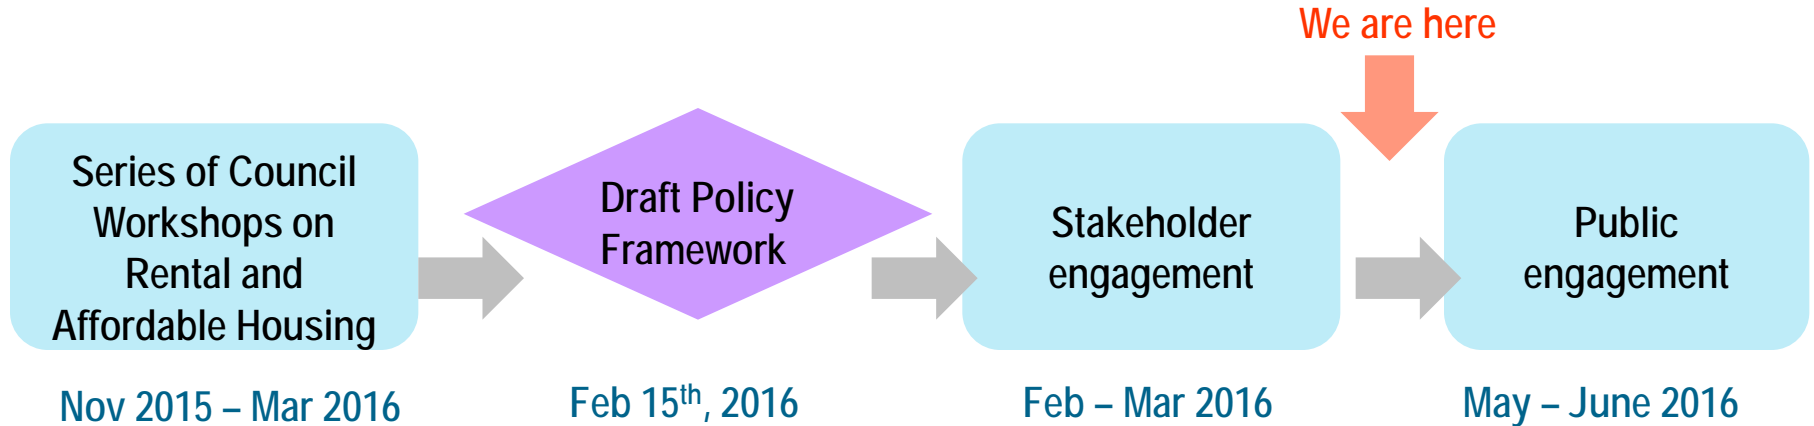 We are here
Series of Council
Workshops on
Rental and
Affordable Housing
Draft Policy
Framework
Stakeholder
engagement
Public
engagement
Nov 2015 – Mar 2016
Feb 15th, 2016
Feb – Mar 2016
May – June 2016